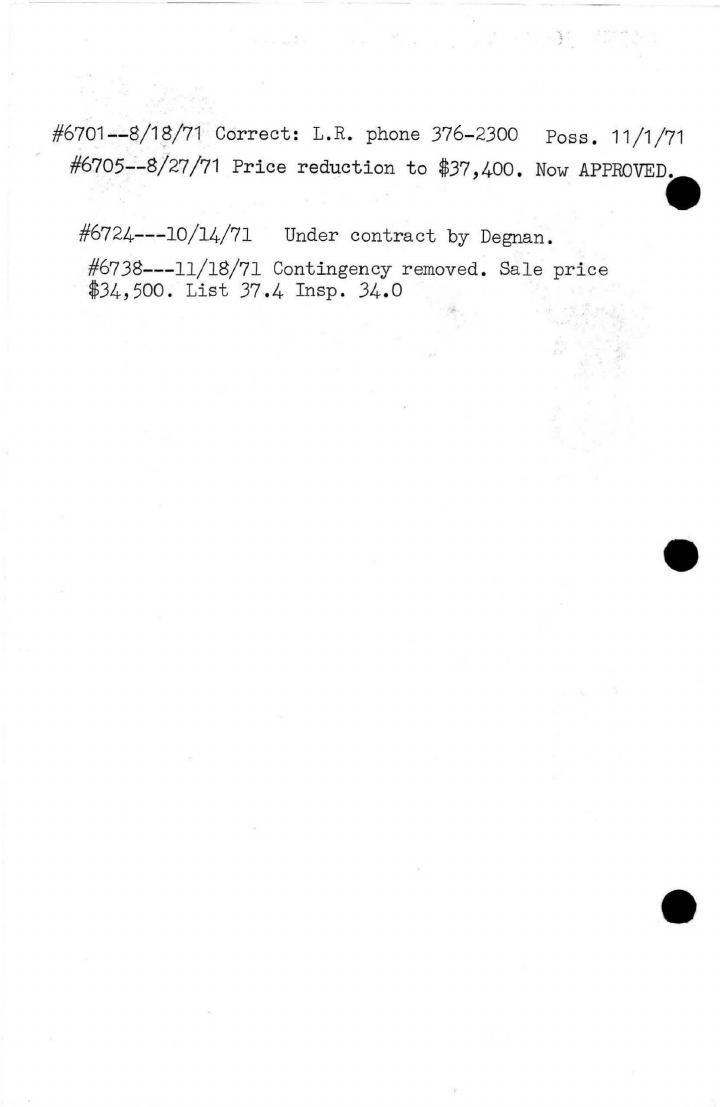 #6701--8/18/71 Correct: L.R. phone 376-2300 Poss. 11/1/71
#6705--8/27/71 Price reduction to $37,400. Now APPROVED.
#6724---10/14/71 Under contract by Degnan.
#6738---11/18/71 Contingency removed. Sale price
$34,500. List 37.4 Insp. 34.0